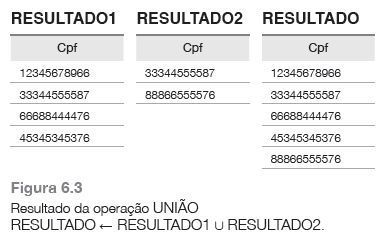 RESULTADO1 RESULTADO2 RESULTADO
Cpf Cpf Cpf
12345678966 33344555587 12345678966
33344555587 88866555576 33344555587
66688444476 66688444476
45345345376 45345345376
88866555576
Figura 6.3
Resultado da operação UNIÃO
RESULTADO ← RESULTADO1 ∪ RESULTADO2.